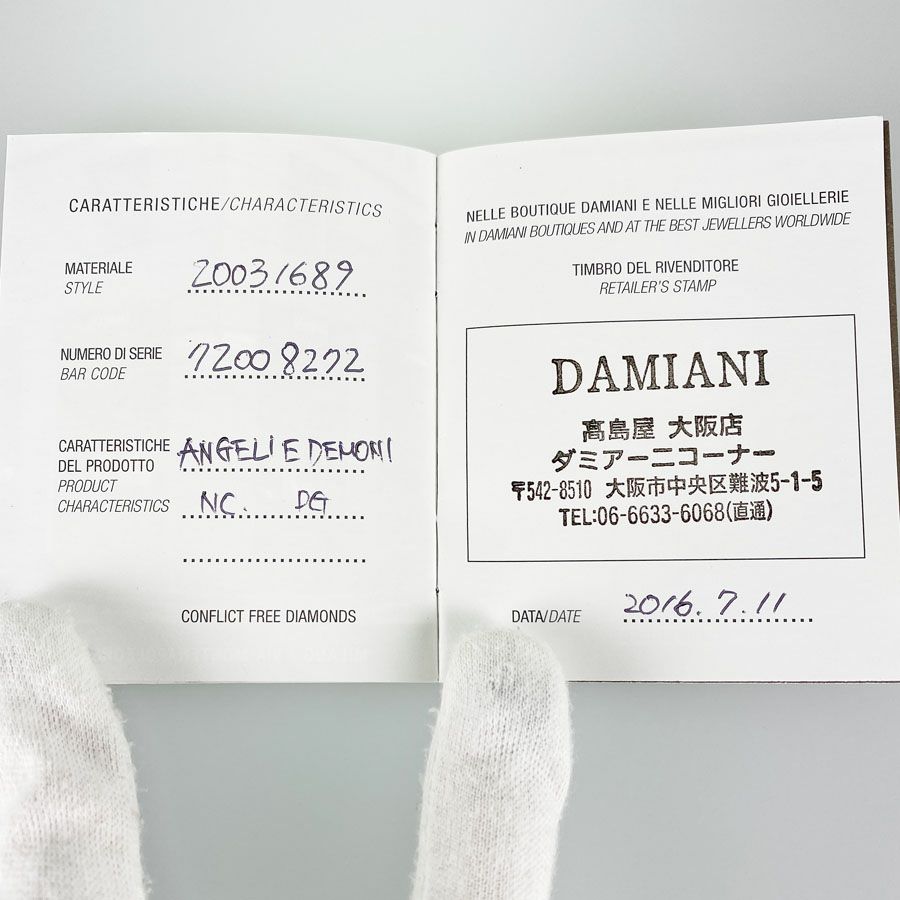 CARATTERISTICHE/CHARACTERISTICS
MATERIALE
STYLE
20031689
NUMERO DI SERIE
BAR CODE
72008272
CARATTERISTICHE
DEL PRODOTTO
PRODUCT
CHARACTERISTICS
ANGELI E DEMONI
NC. DG
CONFLICT FREE DIAMONDS
NELLE BOUTIQUE DAMIANI E NELLE MIGLIORI GIOIELLERIE
IN DAMIANI BOUTIQUES AND AT THE BEST JEWELLERS WORLDWIDE
TIMBRO DEL RIVENDITORE
RETAILER'S STAMP
DAMIANI
髙島屋 大阪店
ダミアーニコーナー
〒542-8510 大阪市中央区難波5-1-5
TEL:06-6633-6068(直通)
DATA/DATE 2016.7.11